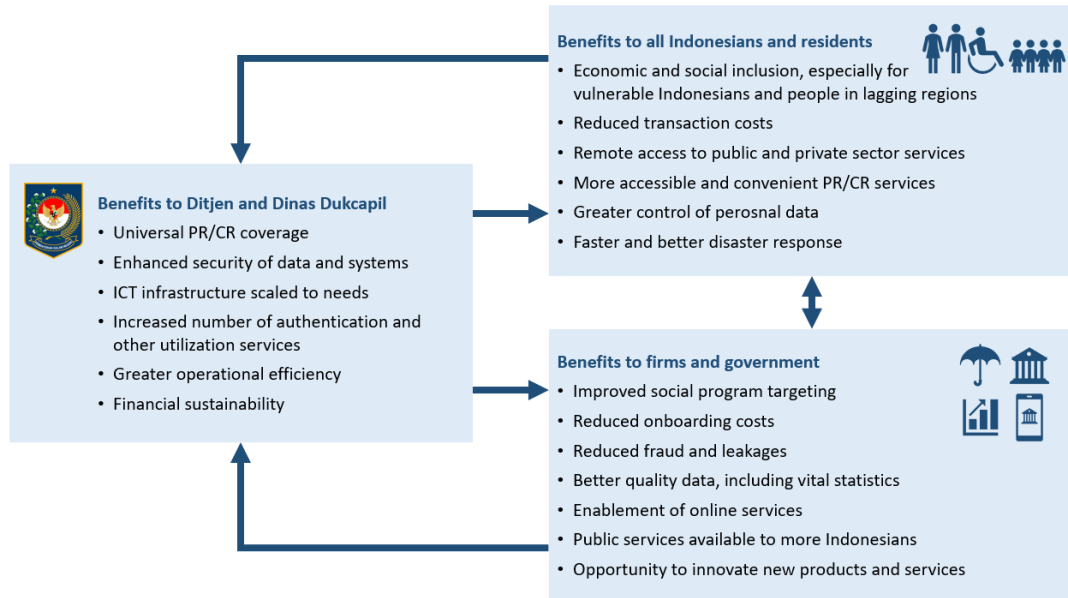 Benefits to all Indonesians and residents
• Economic and social inclusion, especially for
vulnerable Indonesians and people in lagging regions
• Reduced transaction costs
• Remote access to public and private sector services
• More accessible and convenient PR/CR services
• Greater control of perosnal data
• Faster and better disaster response
Benefits to Ditjen and Dinas Dukcapil
• Universal PR/CR coverage
• Enhanced security of data and systems
• ICT infrastructure scaled to needs
• Increased number of authentication and
other utilization services
• Greater operational efficiency
• Financial sustainability
Benefits to firms and government
• Improved social program targeting
• Reduced onboarding costs
• Reduced fraud and leakages
• Better quality data, including vital statistics
• Enablement of online services
• Public services available to more Indonesians
• Opportunity to innovate new products and services